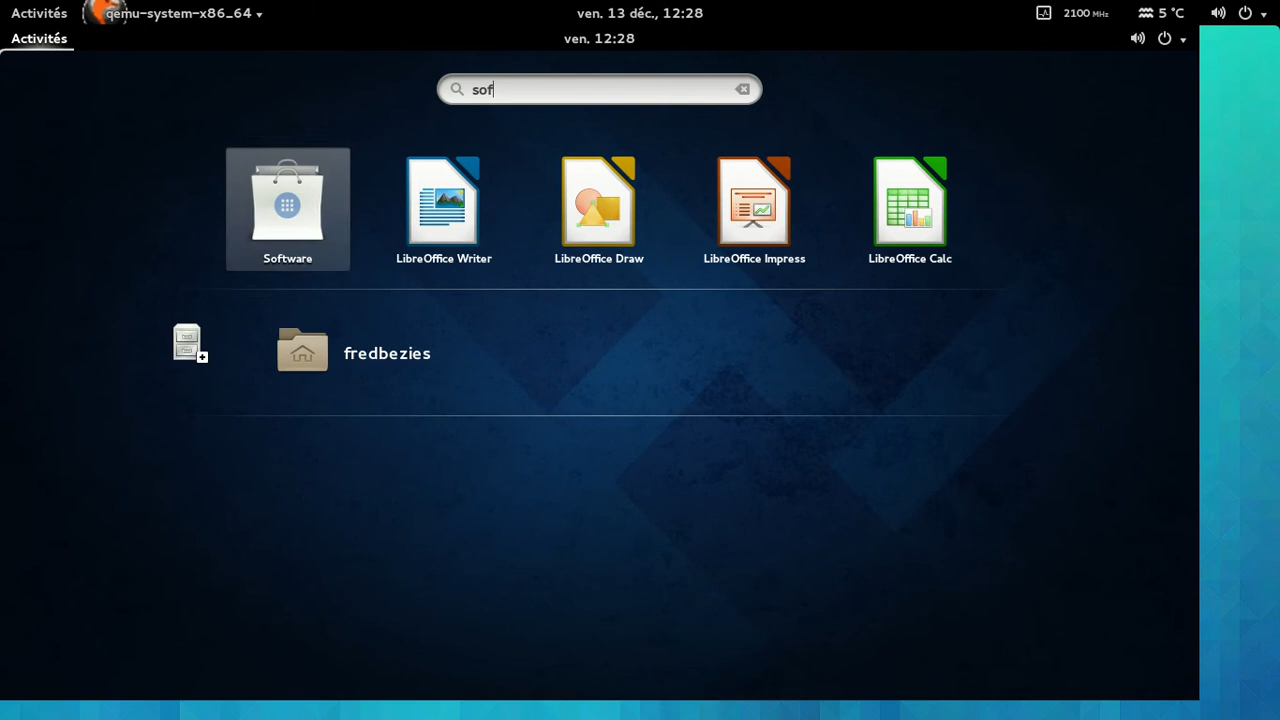 Activités qemu-system-x86_64 ven. 13 déc., 12:28 2100 MHz 5 °C
Activités ven. 12:28
sof
Software LibreOffice Writer LibreOffice Draw LibreOffice Impress LibreOffice Calc
fredbezies